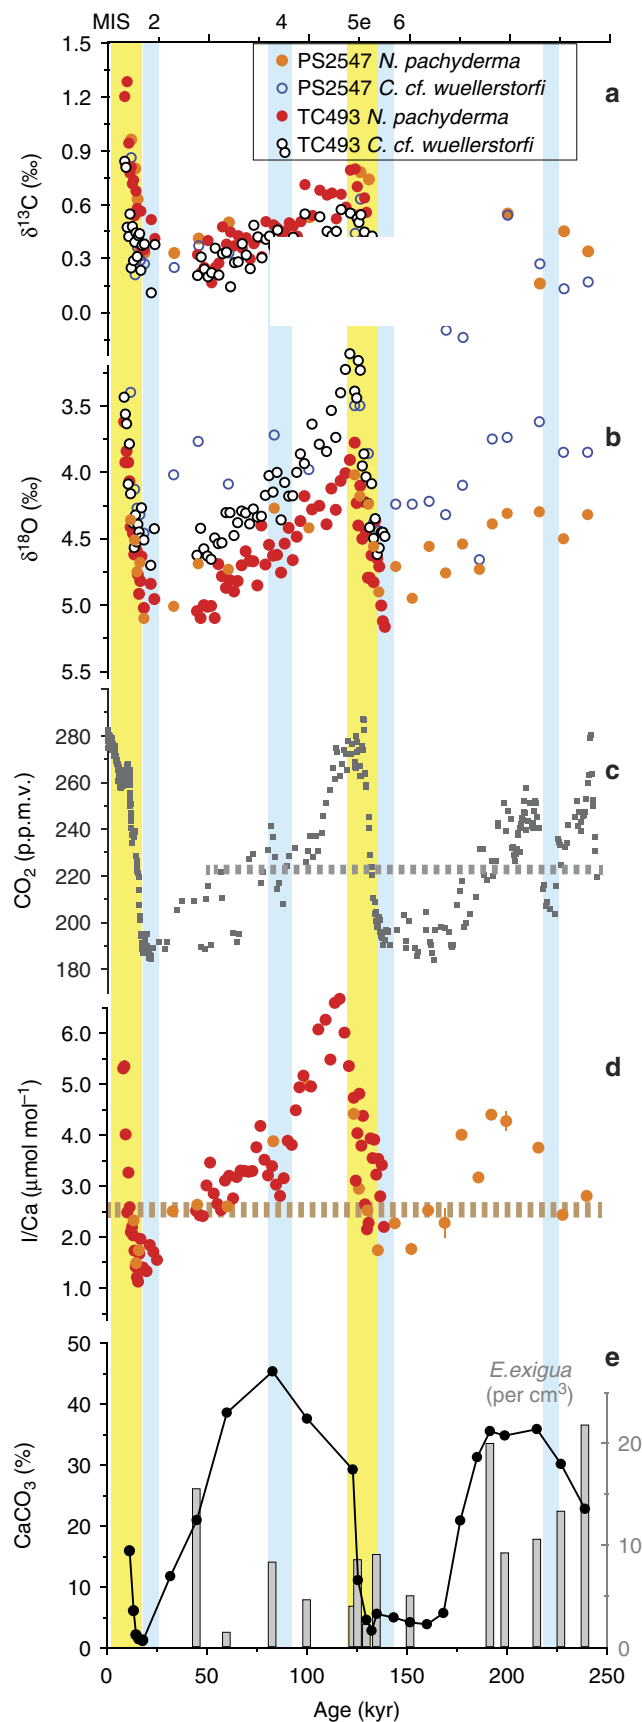 MIS 2 4 5e 6
PS2547 N. pachyderma
PS2547 C. cf. wuellerstorfi
TC493 N. pachyderma
TC493 C. cf. wuellerstorfi
a
1.5
1.2
0.9
0.6
0.3
0.0
δ¹³C (‰)
b
3.5
4.0
4.5
5.0
5.5
δ¹⁸O (‰)
c
280
260
240
220
200
180
CO₂ (p.p.m.v.)
d
6.0
5.0
4.0
3.0
2.0
1.0
I/Ca (μmol mol⁻¹)
e
E.exigua
(per cm³)
50
40
30
20
10
0
CaCO₃ (%)
20
10
0
0 50 100 150 200 250
Age (kyr)